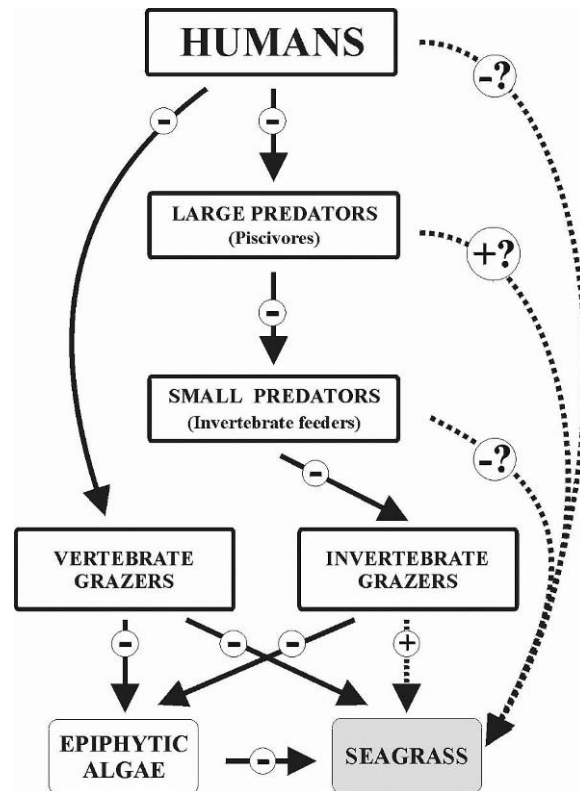 HUMANS
-?
-
-
LARGE PREDATORS
(Piscivores)
+?
-
SMALL PREDATORS
(Invertebrate feeders)
-?
-
VERTEBRATE
GRAZERS
INVERTEBRATE
GRAZERS
-
-
-
+
EPIPHYTIC
ALGAE
-
SEAGRASS